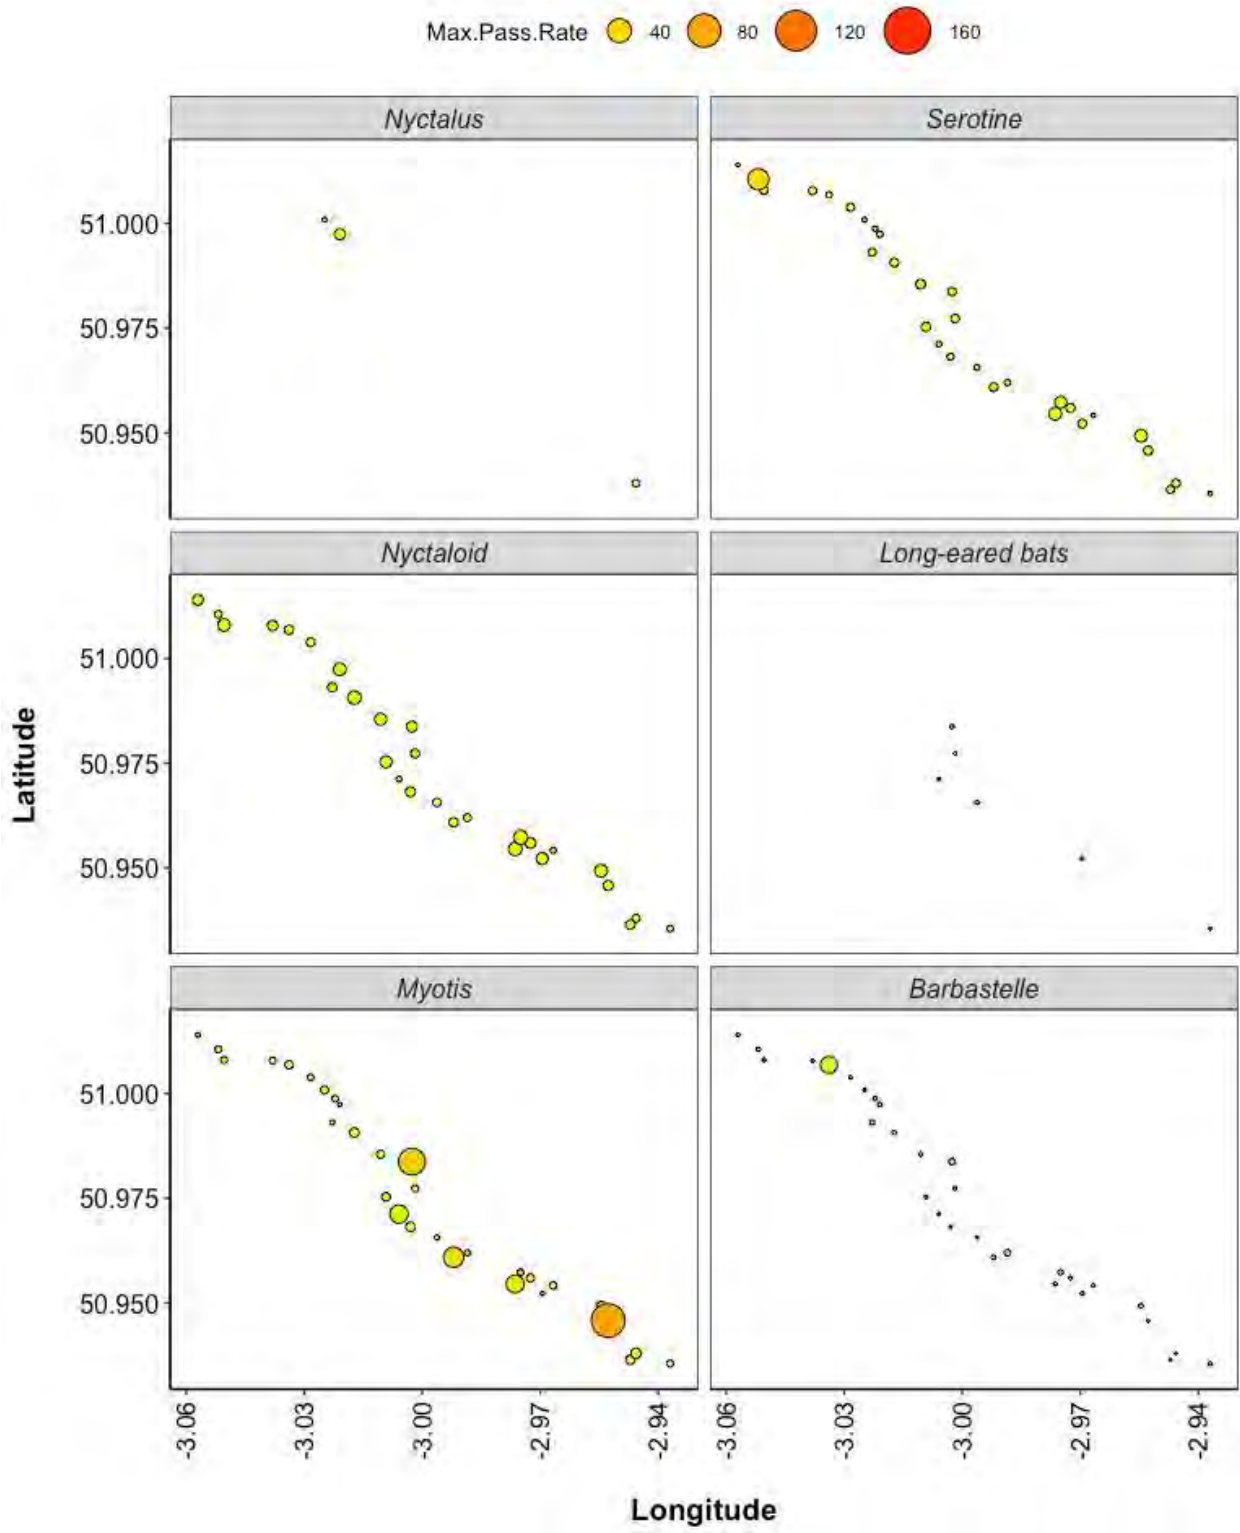 Max.Pass.Rate 40 80 120 160
Nyctalus Serotine
51.000
50.975
50.950
Nyctaloid Long-eared bats
51.000
50.975
50.950
Latitude
Myotis Barbastelle
51.000
50.975
50.950
-3.06 -3.03 -3.00 -2.97 -2.94 -3.06 -3.03 -3.00 -2.97 -2.94
Longitude